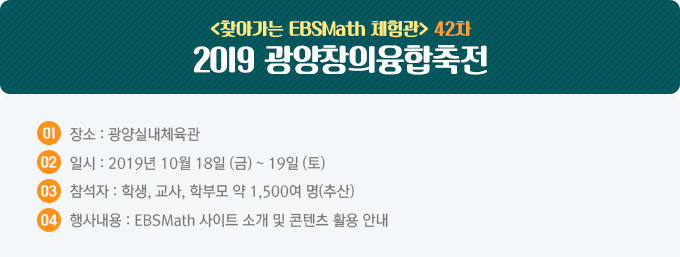 <찾아가는 EBSMath 체험관> 42차
2019 광양창의융합축전
01 장소 : 광양실내체육관
02 일시 : 2019년 10월 18일 (금) ~ 19일 (토)
03 참석자 : 학생, 교사, 학부모 약 1,500여 명(추산)
04 행사내용 : EBSMath 사이트 소개 및 콘텐츠 활용 안내